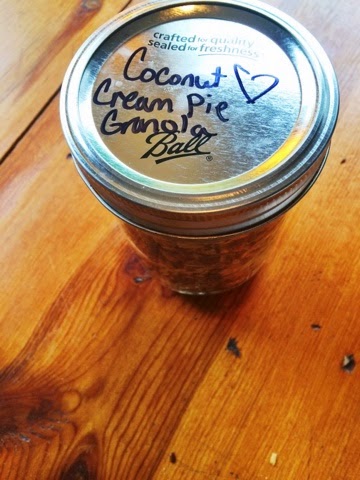 crafted for quality
sealed for freshness
Coconut ♡
Cream Pie
Granola
Ball®